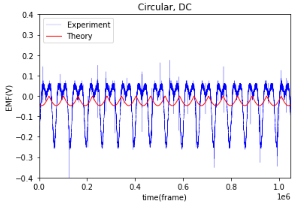 Circular, DC
0.4
0.3
0.2
0.1
0.0
−0.1
−0.2
−0.3
−0.4
EMF(V)
Experiment
Theory
0.0 0.2 0.4 0.6 0.8 1.0
1e6
time(frame)